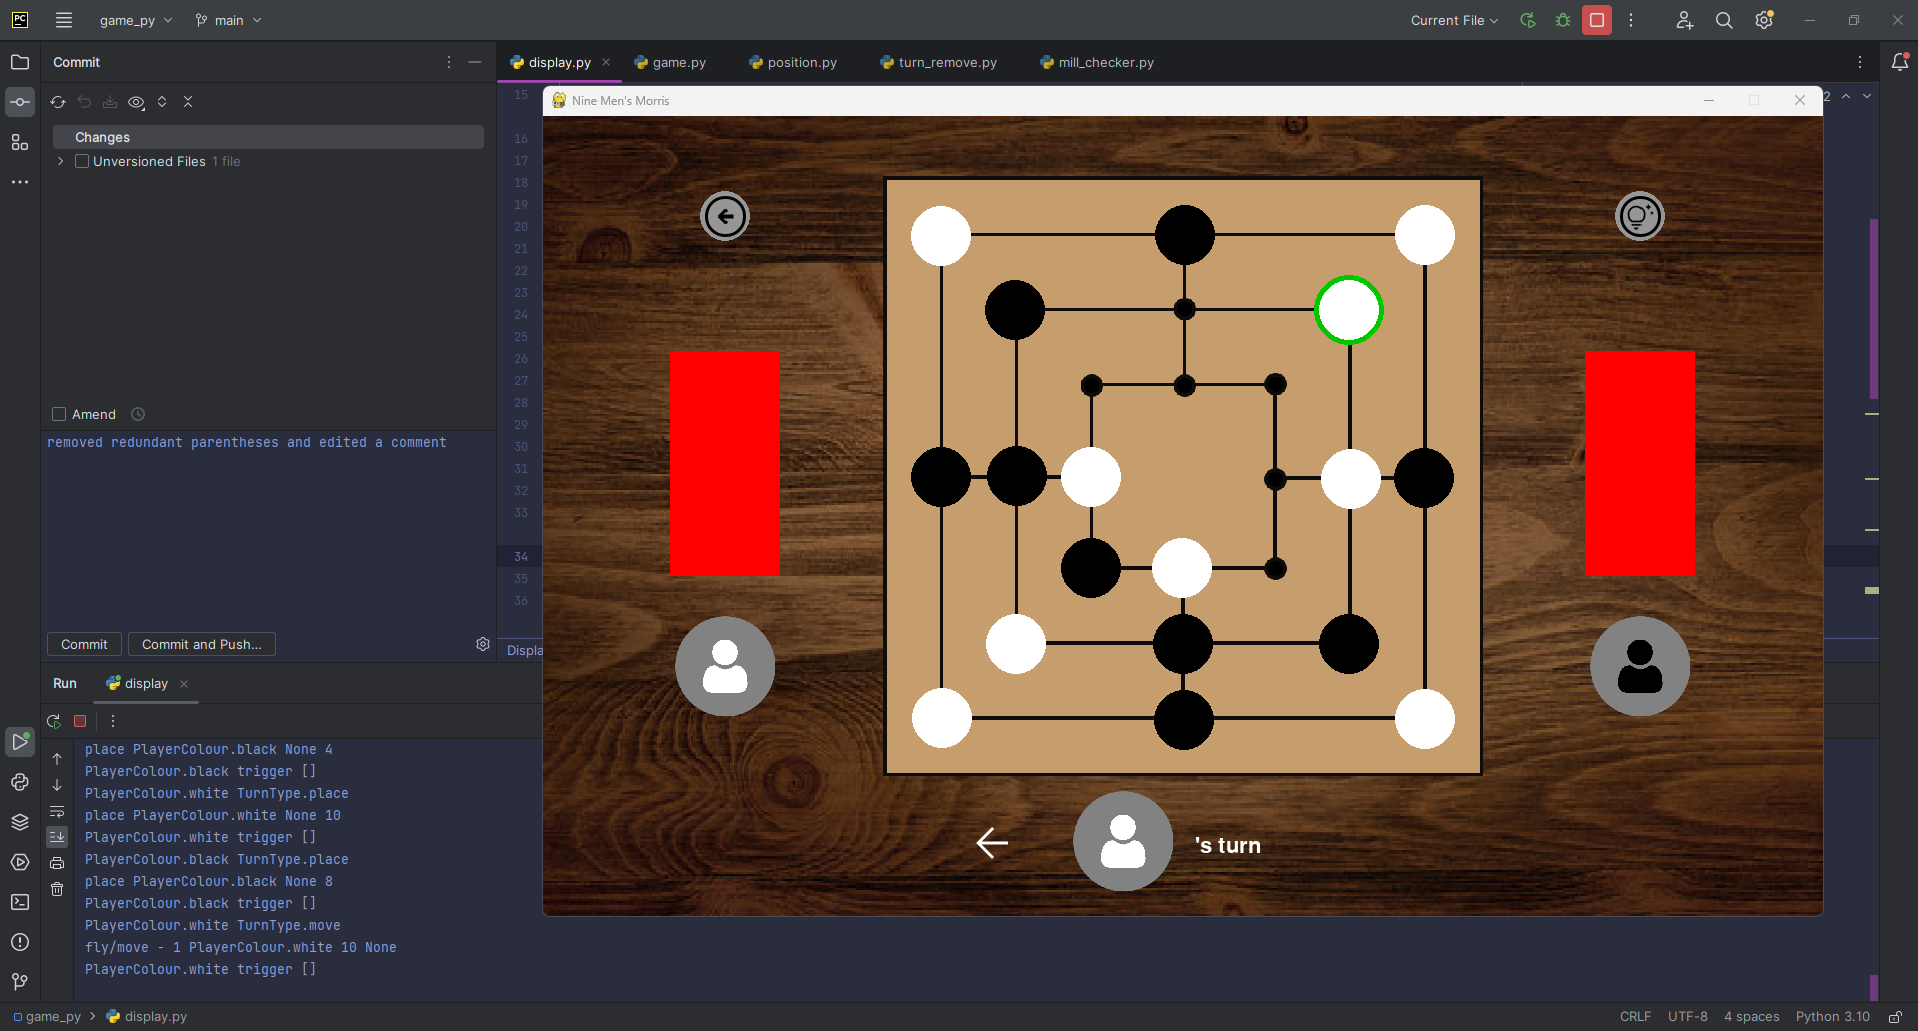 PC
game_py
main
Current File
Commit
display.py
game.py
position.py
turn_remove.py
mill_checker.py
Changes
Unversioned Files 1 file
Amend
removed redundant parentheses and edited a comment
Commit
Commit and Push...
15
16
17
18
19
20
21
22
23
24
25
26
27
28
29
30
31
32
33
34
35
36
2
Displa
Nine Men's Morris
's turn
Run
display
place PlayerColour.black None 4
PlayerColour.black trigger []
PlayerColour.white TurnType.place
place PlayerColour.white None 10
PlayerColour.white trigger []
PlayerColour.black TurnType.place
place PlayerColour.black None 8
PlayerColour.black trigger []
PlayerColour.white TurnType.move
fly/move - 1 PlayerColour.white 10 None
PlayerColour.white trigger []
game_py
display.py
CRLF
UTF-8
4 spaces
Python 3.10